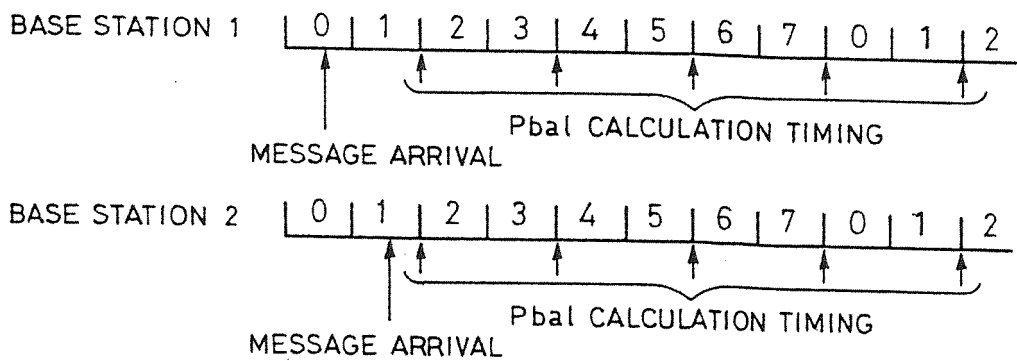 BASE STATION 1 | 0 | 1 | 2 | 3 | 4 | 5 | 6 | 7 | 0 | 1 | 2
Pbal CALCULATION TIMING
MESSAGE ARRIVAL
BASE STATION 2 | 0 | 1 | 2 | 3 | 4 | 5 | 6 | 7 | 0 | 1 | 2
Pbal CALCULATION TIMING
MESSAGE ARRIVAL